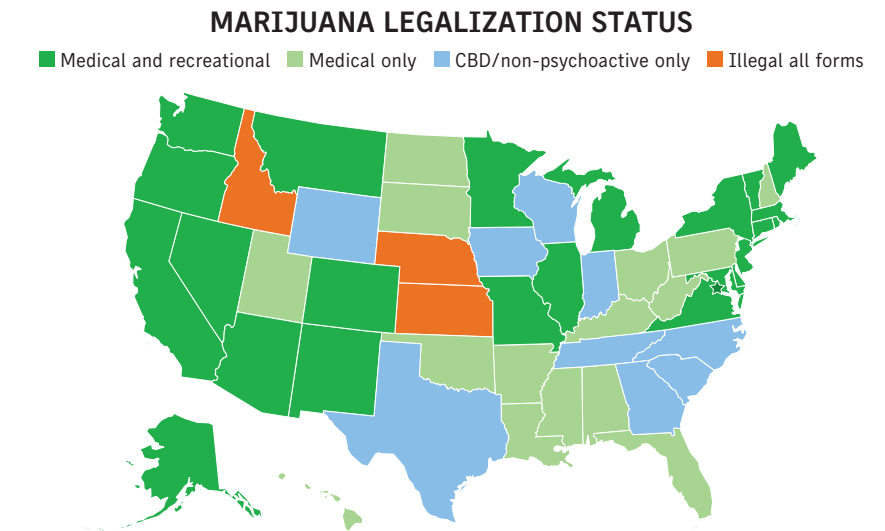 MARIJUANA LEGALIZATION STATUS
Medical and recreational Medical only CBD/non-psychoactive only Illegal all forms